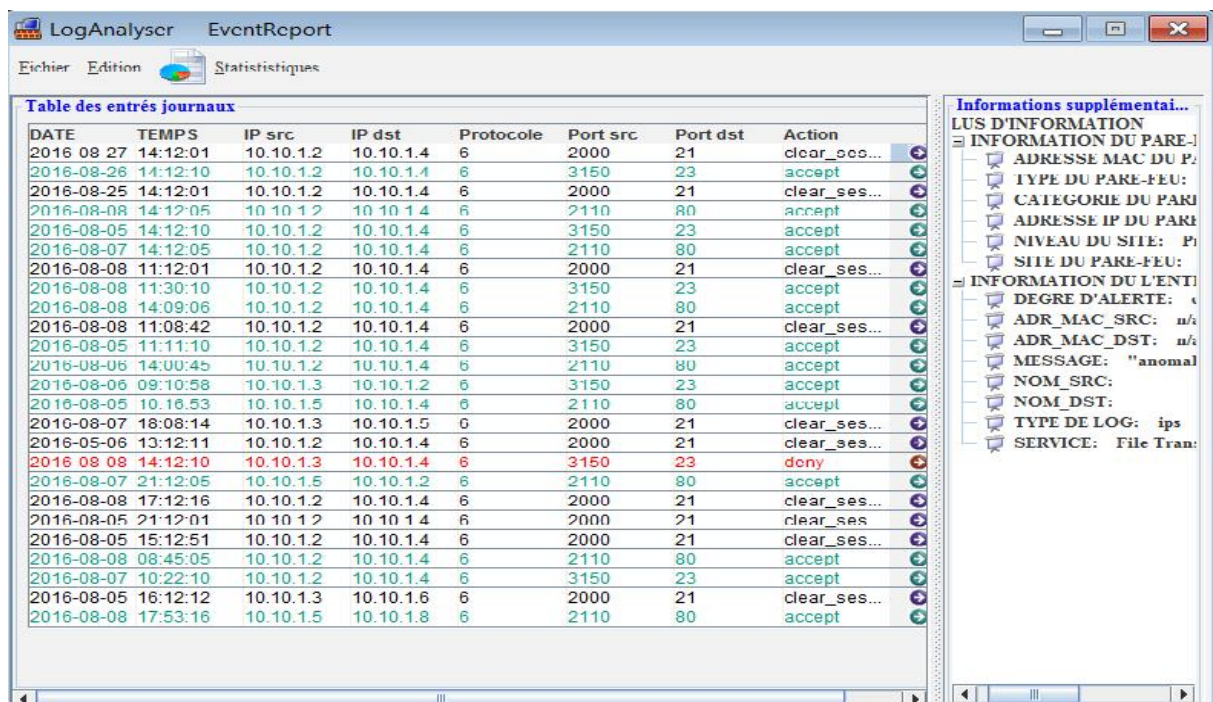 LogAnalyser EventReport
Fichier Edition Statististiques
Table des entrés journaux
DATE TEMPS IP src IP dst Protocole Port src Port dst Action
2016 08 27 14:12:01 10.10.1.2 10.10.1.4 6 2000 21 clear_ses...
2016-08-26 14:12:10 10.10.1.2 10.10.1.4 6 3150 23 accept
2016-08-25 14:12:01 10.10.1.2 10.10.1.4 6 2000 21 clear_ses...
2016-08-08 14:12:05 10 10 1 2 10 10 1 4 6 2110 80 accept
2016-08-05 14:12:10 10.10.1.2 10.10.1.4 6 3150 23 accept
2016-08-07 14:12:05 10.10.1.2 10.10.1.4 6 2110 80 accept
2016-08-08 11:12:01 10.10.1.2 10.10.1.4 6 2000 21 clear_ses...
2016-08-08 11:30:10 10.10.1.2 10.10.1.4 6 3150 23 accept
2016-08-08 14:09:06 10.10.1.2 10.10.1.4 6 2110 80 accept
2016-08-08 11:08:42 10.10.1.2 10.10.1.4 6 2000 21 clear_ses...
2016-08-05 11:11:10 10.10.1.2 10.10.1.4 6 3150 23 accept
2016-08-06 14:00:45 10.10.1.2 10.10.1.4 6 2110 80 accept
2016-08-06 09:10:58 10.10.1.3 10.10.1.2 6 3150 23 accept
2016-08-05 10.16.53 10.10.1.5 10.10.1.4 6 2110 80 accept
2016-08-07 18:08:14 10.10.1.3 10.10.1.5 6 2000 21 clear_ses...
2016-05-06 13:12:11 10.10.1.2 10.10.1.4 6 2000 21 clear_ses...
2016 08 08 14:12:10 10.10.1.3 10.10.1.4 6 3150 23 deny
2016-08-07 21:12:05 10.10.1.5 10.10.1.2 6 2110 80 accept
2016-08-08 17:12:16 10.10.1.2 10.10.1.4 6 2000 21 clear_ses...
2016-08-05 21:12:01 10 10 1 2 10 10 1 4 6 2000 21 clear_ses
2016-08-05 15:12:51 10.10.1.2 10.10.1.4 6 2000 21 clear_ses...
2016-08-08 08:45:05 10.10.1.2 10.10.1.4 6 2110 80 accept
2016-08-07 10:22:10 10.10.1.2 10.10.1.4 6 3150 23 accept
2016-08-05 16:12:12 10.10.1.3 10.10.1.6 6 2000 21 clear_ses...
2016-08-08 17:53:16 10.10.1.5 10.10.1.8 6 2110 80 accept
Informations supplémentai...
LUS D'INFORMATION
INFORMATION DU PARE-
ADRESSE MAC DU
TYPE DU PARE-FEU:
CATEGORIE DU
ADRESSE IP DU
NIVEAU DU SITE:
SITE DU PARE-FEU:
INFORMATION DU
DEGRE D'ALERTE:
ADR_MAC_SRC:
ADR_MAC_DST:
MESSAGE: "anomal
NOM_SRC:
NOM_DST:
TYPE DE LOG: ips
SERVICE: File